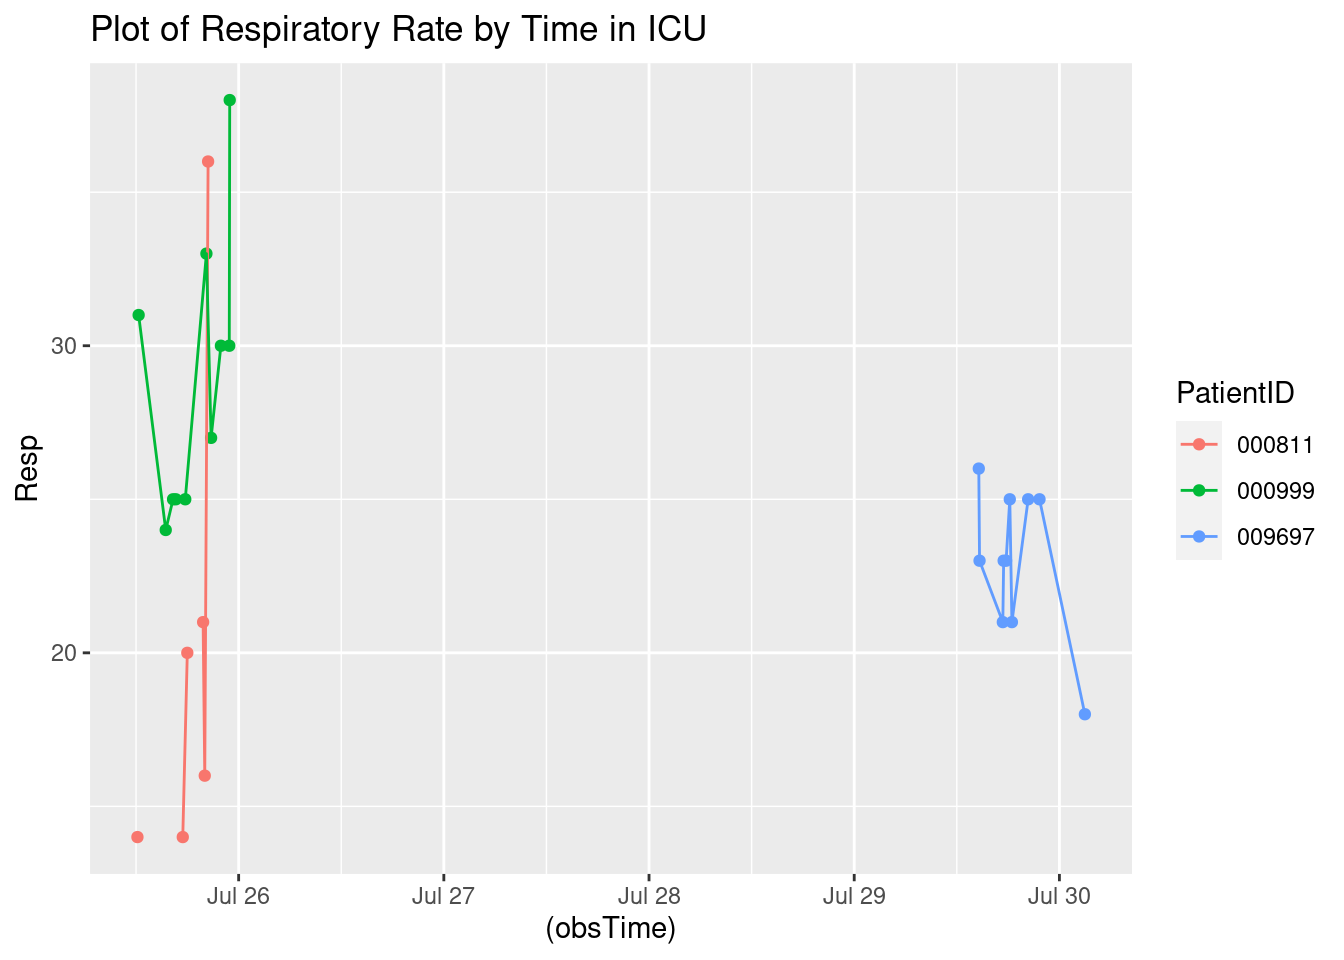 Plot of Respiratory Rate by Time in ICU
30
20
Resp
Jul 26
Jul 27
Jul 28
Jul 29
Jul 30
(obsTime)
PatientID
000811
000999
009697